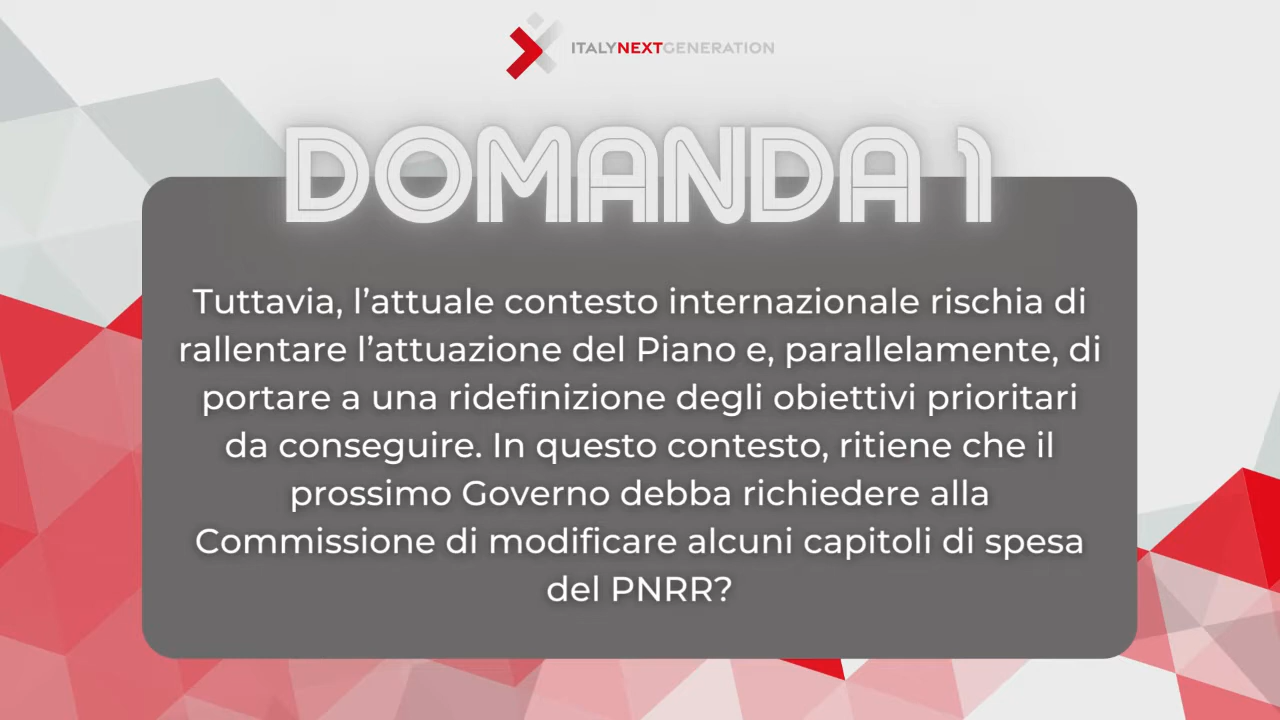 ITALYNEXTGENERATION
DOMANDA 1
Tuttavia, l’attuale contesto internazionale rischia di
rallentare l’attuazione del Piano e, parallelamente, di
portare a una ridefinizione degli obiettivi prioritari
da conseguire. In questo contesto, ritiene che il
prossimo Governo debba richiedere alla
Commissione di modificare alcuni capitoli di spesa
del PNRR?